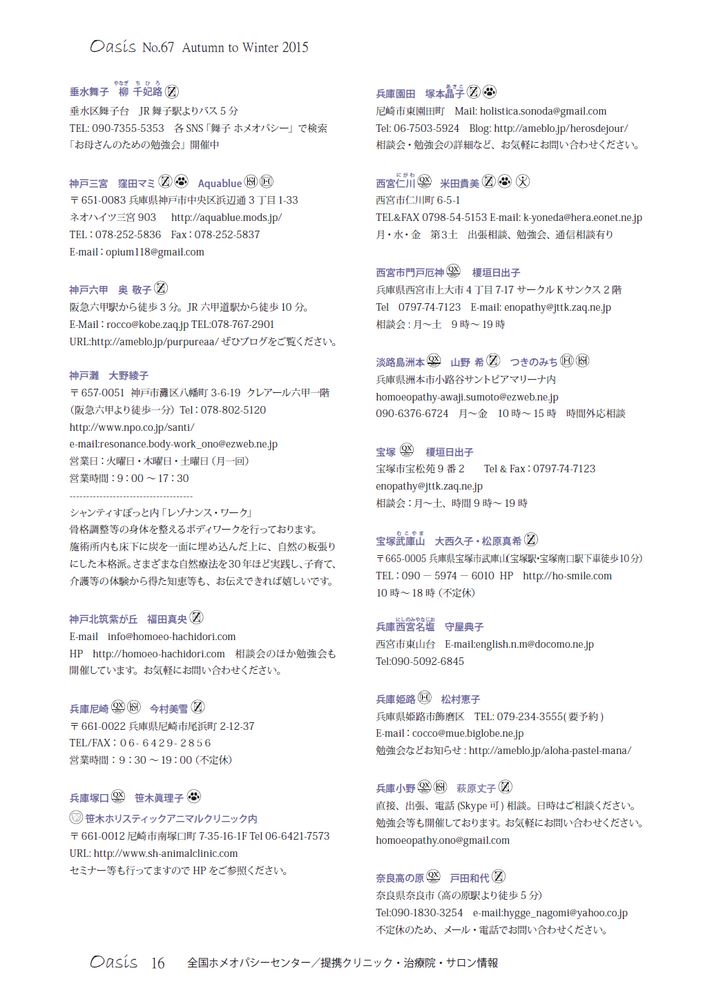 Oasis No.67 Autumn to Winter 2015
垂水舞子 柳 千妃路
やなぎ ちひろ
垂水区舞子台 JR 舞子駅よりバス 5 分
TEL: 090-7355-5353 各 SNS「舞子 ホメオパシー」で検索
「お母さんのための勉強会」開催中
神戸三宮 窪田マミ Aquablue
〒 651-0083 兵庫県神戸市中央区浜辺通 3 丁目 1-33
ネオハイツ三宮 903 http://aquablue.mods.jp/
TEL：078-252-5836 Fax：078-252-5837
E-mail：opium118@gmail.com
神戸六甲 奥 敬子
阪急六甲駅から徒歩 3 分。JR 六甲道駅から徒歩 10 分。
E-Mail：rocco@kobe.zaq.jp TEL:078-767-2901
URL:http://ameblo.jp/purpureaa/ ぜひブログをご覧ください。
神戸灘 大野綾子
〒 657-0051 神戸市灘区八幡町 3-6-19 クレアール六甲一階
（阪急六甲より徒歩一分）Tel：078-802-5120
http://www.npo.co.jp/santi/
e-mail:resonance.body-work_ono@ezweb.ne.jp
営業日：火曜日・木曜日・土曜日（月一回）
営業時間：9：00 ～ 17：30
-------------------------------------
シャンティすぽっと内「レゾナンス・ワーク」
骨格調整等の身体を整えるボディワークを行っております。
施術所内も床下に炭を一面に埋め込んだ上に、自然の板張り
にした本格派。さまざまな自然療法を30年ほど実践し、子育て、
介護等の体験から得た知恵等も、お伝えできれば嬉しいです。
神戸北筑紫が丘 福田真央
E-mail info@homoeo-hachidori.com
HP http://homoeo-hachidori.com 相談会のほか勉強会も
開催しています。お気軽にお問い合わせください。
兵庫尼崎 今村美雪
〒 661-0022 兵庫県尼崎市尾浜町 2-12-37
TEL/FAX：０６-６４２９-２８５６
営業時間：９：30 ～ 19：00（不定休）
兵庫塚口 笹木眞理子
笹木ホリスティックアニマルクリニック内
〒 661-0012 尼崎市南塚口町 7-35-16-1F Tel 06-6421-7573
URL: http://www.sh-animalclinic.com
セミナー等も行ってますので HP をご参照ください。
兵庫園田 塚本晶子
あきこ
尼崎市東園田町 Mail: holistica.sonoda@gmail.com
Tel: 06-7503-5924 Blog: http://ameblo.jp/herosdejour/
相談会・勉強会の詳細など、お気軽にお問い合わせください。
西宮仁川 米田貴美
にがわ
西宮市仁川町 6-5-1
TEL&FAX 0798-54-5153 E-mail: k-yoneda@hera.eonet.ne.jp
月・水・金 第３土 出張相談、勉強会、通信相談有り
西宮市門戸厄神 榎垣日出子
兵庫県西宮市上大市 4 丁目 7-17 サークル K サンクス 2 階
Tel 0797-74-7123 E-mail: enopathy@jttk.zaq.ne.jp
相談会 : 月～土 9 時～ 19 時
淡路島洲本 山野 希 つきのみち
兵庫県洲本市小路谷サントピアマリーナ内
homoeopathy-awaji.sumoto@ezweb.ne.jp
090-6376-6724 月～金 10 時～ 15 時 時間外応相談
宝塚 榎垣日出子
宝塚市宝松苑 9 番 2 Tel & Fax：0797-74-7123
enopathy@jttk.zaq.ne.jp
相談会：月～土、時間 9 時～ 19 時
宝塚武庫山 大西久子・松原真希
むこやま
〒665-0005 兵庫県宝塚市武庫山(宝塚駅・宝塚南口駅下車徒歩10分)
TEL：090 － 5974 － 6010 HP http://ho-smile.com
10 時～ 18 時（不定休）
兵庫西宮名塩 守屋典子
にしのみやなじお
西宮市東山台 E-mail:english.n.m@docomo.ne.jp
Tel:090-5092-6845
兵庫姫路 松村恵子
兵庫県姫路市飾磨区 TEL: 079-234-3555( 要予約 )
E-mail：cocco@mue.biglobe.ne.jp
勉強会などお知らせ : http://ameblo.jp/aloha-pastel-mana/
兵庫小野 萩原丈子
直接、出張、電話 (Skype 可 ) 相談。日時はご相談ください。
勉強会等も開催しております。お気軽にお問い合わせください。
homoeopathy.ono@gmail.com
奈良高の原 戸田和代
奈良県奈良市（高の原駅より徒歩 5 分）
Tel:090-1830-3254 e-mail:hygge_nagomi@yahoo.co.jp
不定休のため、メール・電話でお問い合わせください。
Oasis 16 全国ホメオパシーセンター／提携クリニック・治療院・サロン情報